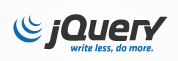 jQuery
write less, do more.